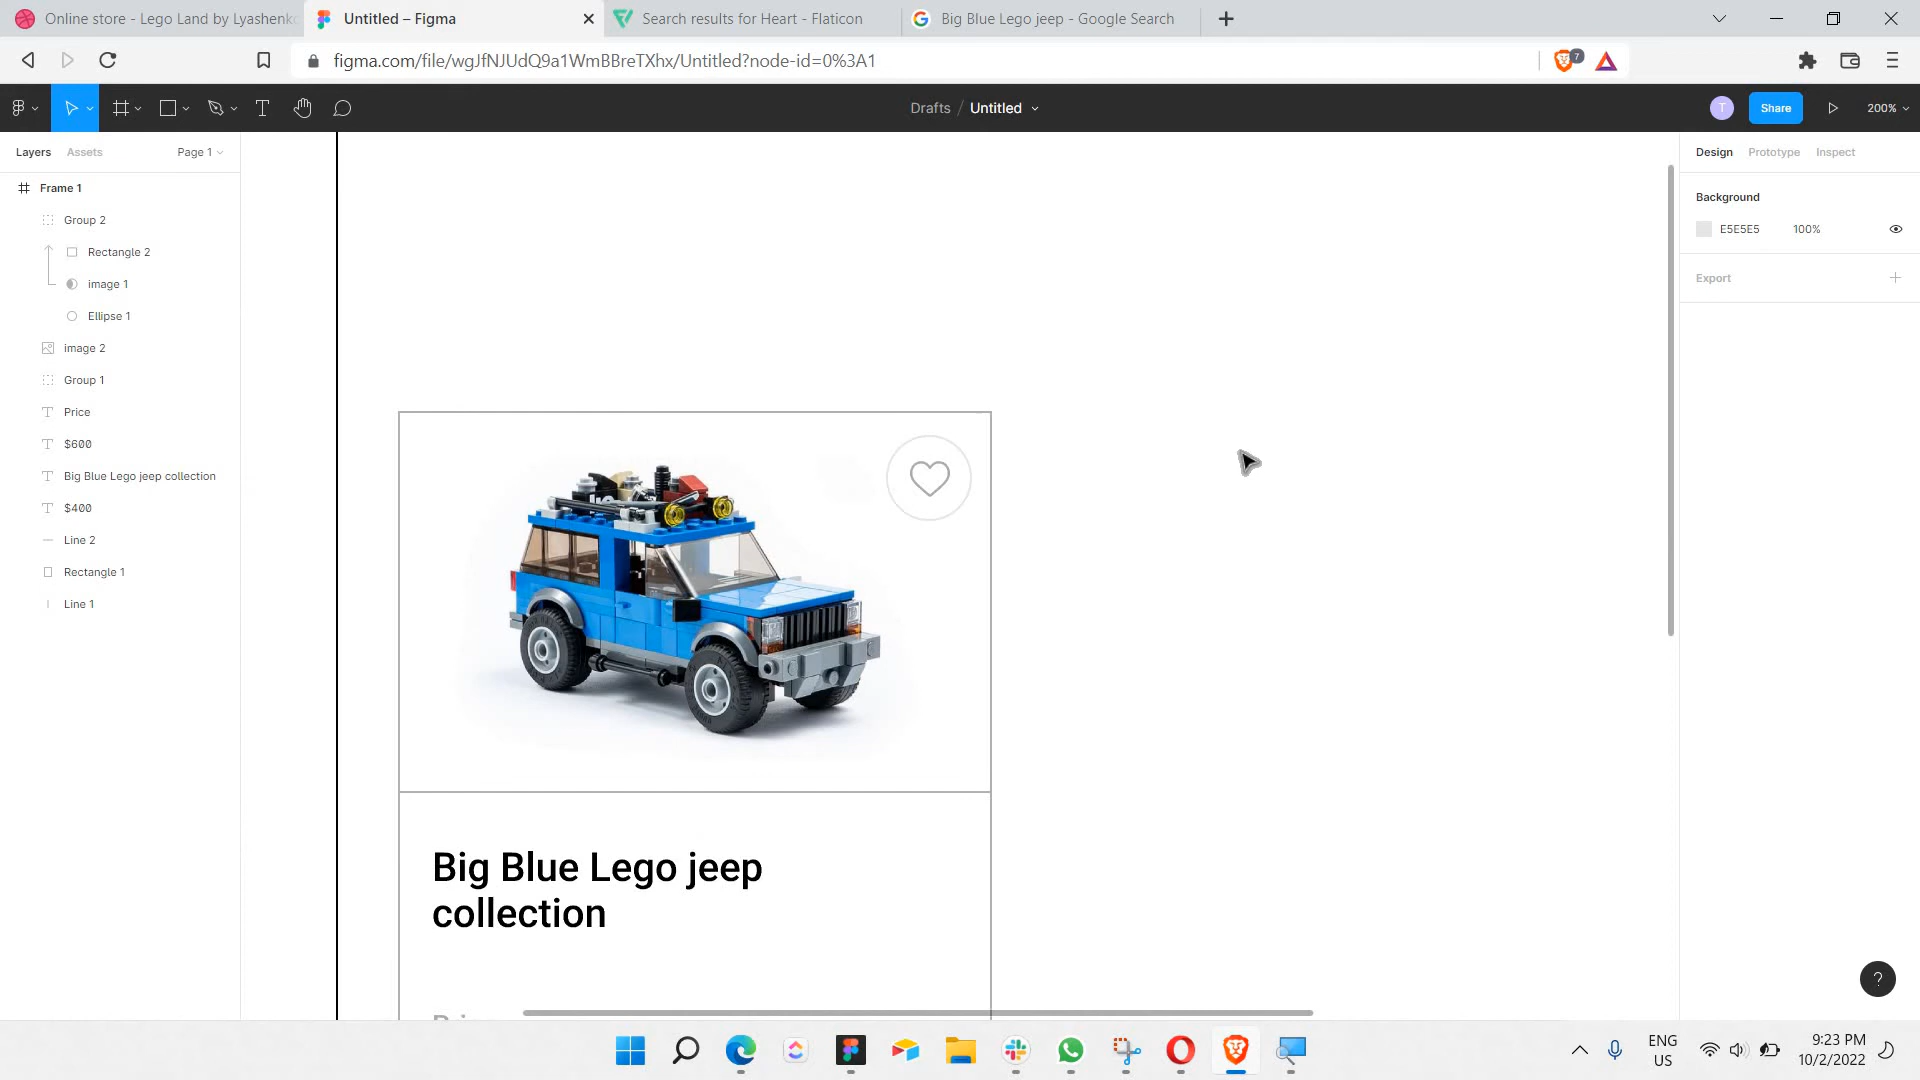 Online store - Lego Land by Lyashenko
Untitled – Figma
Search results for Heart - Flaticon
Big Blue Lego jeep - Google Search
figma.com/file/wgJfNJUdQ9a1WmBBreTXhx/Untitled?node-id=0%3A1
7
Drafts / Untitled
T
Share
200%
Layers
Assets
Page 1
Design
Prototype
Inspect
Frame 1
Group 2
Rectangle 2
image 1
Ellipse 1
image 2
Group 1
Price
$600
Big Blue Lego jeep collection
$400
Line 2
Rectangle 1
Line 1
Background
E5E5E5
100%
Export
Big Blue Lego jeep
collection
?
ENG
US
9:23 PM
10/2/2022